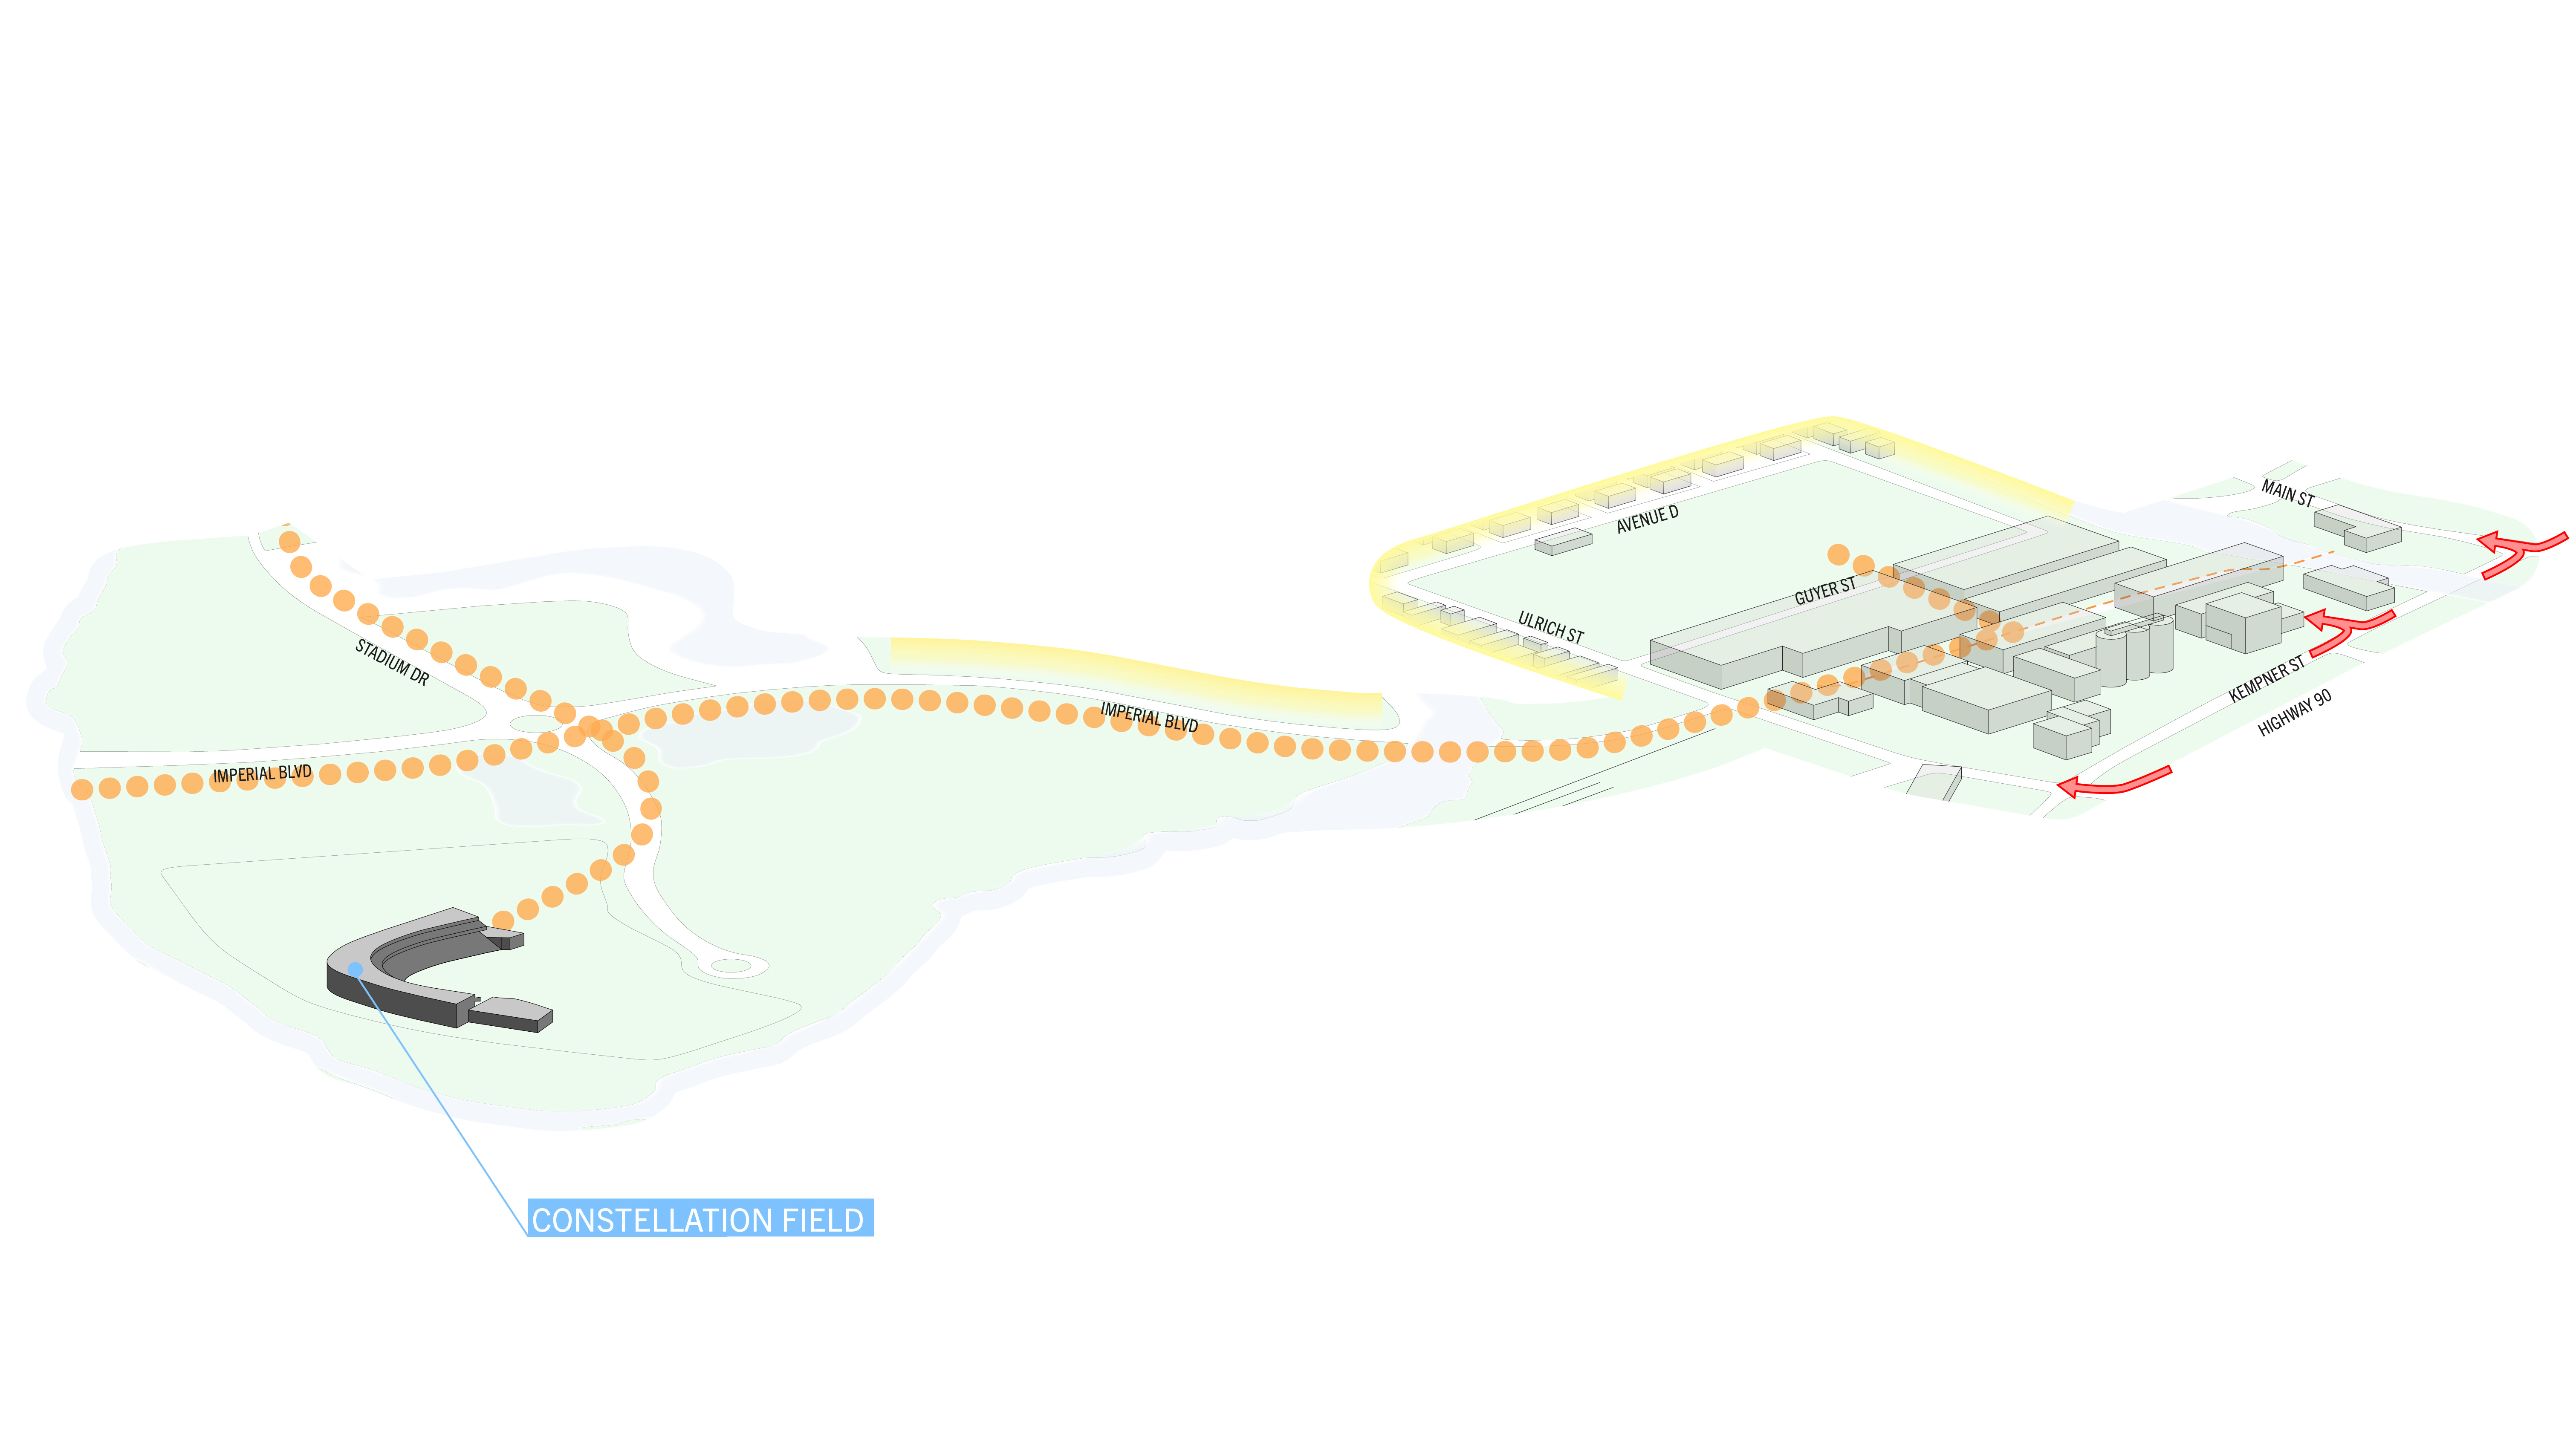 MAIN ST
AVENUE D
GUYER ST
ULRICH ST
STADIUM DR
KEMPNER ST
HIGHWAY 90
IMPERIAL BLVD
IMPERIAL BLVD
CONSTELLATION FIELD